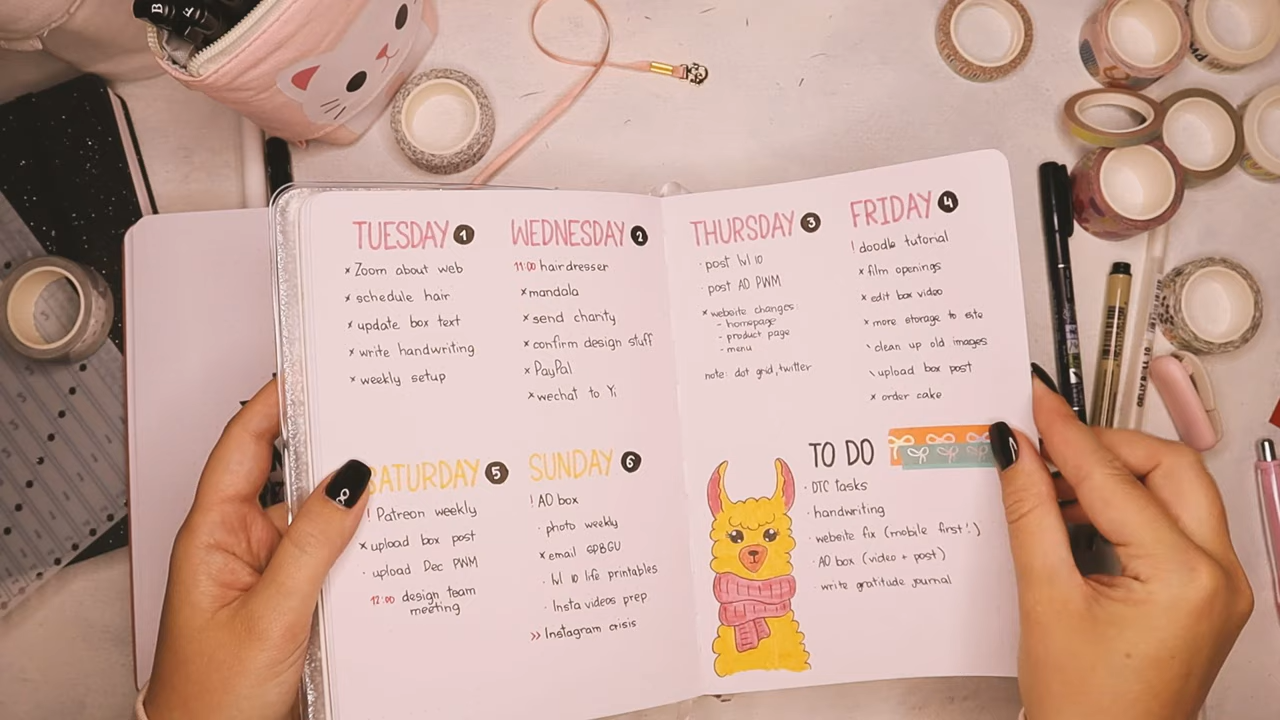 TUESDAY 1
x Zoom about web
x schedule hair
x update box text
x write handwriting
x weekly setup
WEDNESDAY 2
11:00 hairdresser
x mandala
x send charity
x confirm design stuff
x PayPal
x wechat to Yi
THURSDAY 3
· post lvl 10
· post AO PWM
x website changes:
- homepage
- product page
- menu
note: dot grid, twitter
FRIDAY 4
! doodle tutorial
x film openings
x edit box video
x more storage to site
\ clean up old images
\ upload box post
x order cake
SATURDAY 5
! Patreon weekly
x upload box post
· upload Dec PWM
12:00 design team
meeting
SUNDAY 6
! AO box
· photo weekly
x email GPBGU
· lvl 10 life printables
· Insta videos prep
>> Instagram crisis
TO DO
· DTC tasks
· handwriting
· website fix (mobile first!)
· AO box (video + post)
· write gratitude journal
GELLY ROLL 10